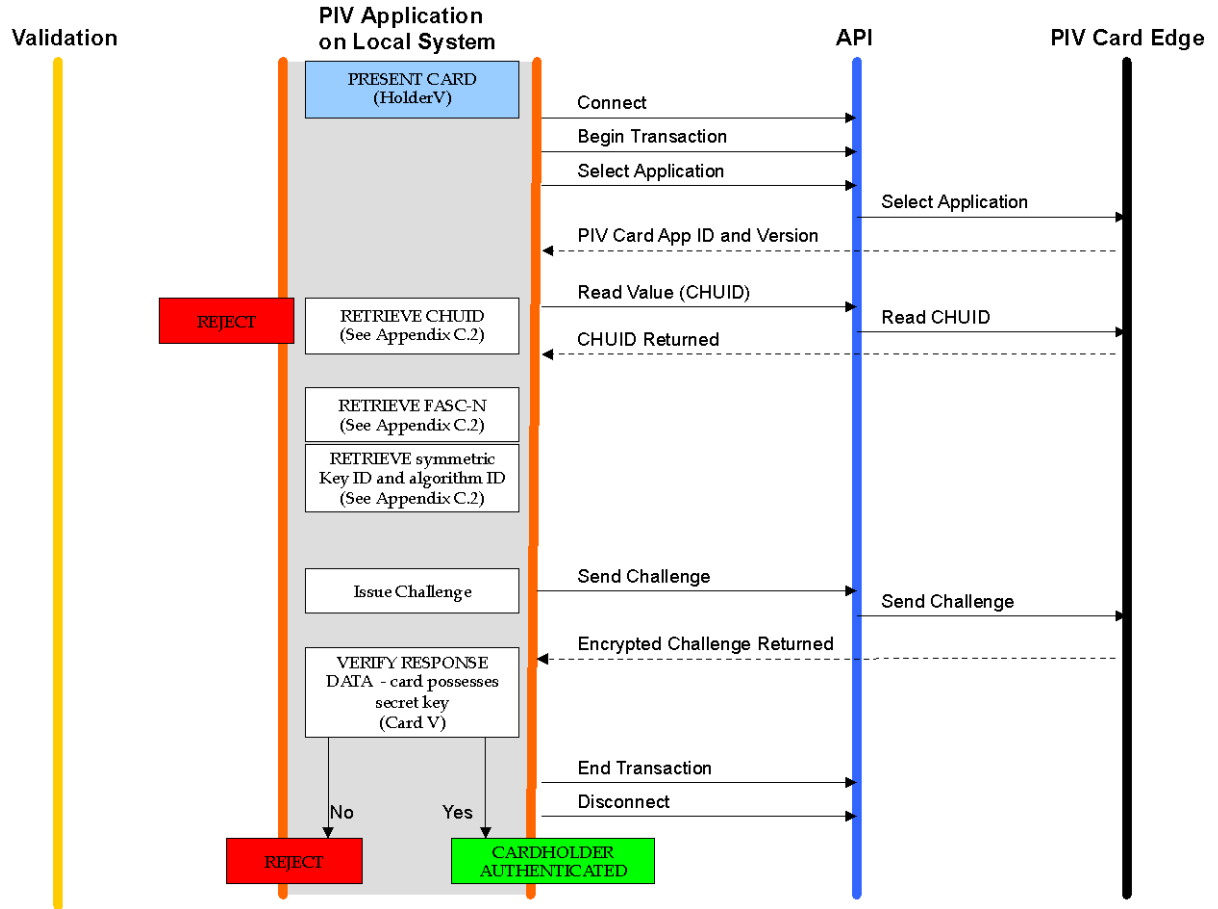 Validation
PIV Application
on Local System
API
PIV Card Edge
PRESENT CARD
(HolderV)
Connect
Begin Transaction
Select Application
Select Application
PIV Card App ID and Version
REJECT
RETRIEVE CHUID
(See Appendix C.2)
Read Value (CHUID)
Read CHUID
CHUID Returned
RETRIEVE FASC-N
(See Appendix C.2)
RETRIEVE symmetric
Key ID and algorithm ID
(See Appendix C.2)
Issue Challenge
Send Challenge
Send Challenge
Encrypted Challenge Returned
VERIFY RESPONSE
DATA - card possesses
secret key
(Card V)
End Transaction
Disconnect
No
Yes
REJECT
CARDHOLDER
AUTHENTICATED